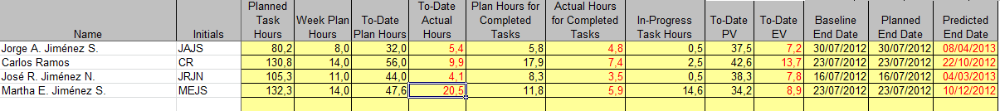 Name Initials Planned Task Hours Week Plan Hours To-Date Plan Hours To-Date Actual Hours Plan Hours for Completed Tasks Actual Hours for Completed Tasks In-Progress Task Hours To-Date PV To-Date EV Baseline End Date Planned End Date Predicted End Date
Jorge A. Jiménez S. JAJS 80,2 8,0 32,0 5,4 5,8 4,8 0,5 37,5 7,2 30/07/2012 30/07/2012 08/04/2013
Carlos Ramos CR 130,8 14,0 56,0 9,9 17,9 7,4 2,5 42,6 13,7 23/07/2012 23/07/2012 22/10/2012
José R. Jiménez N. JRJN 105,3 11,0 44,0 4,1 8,3 3,5 0,5 38,3 7,8 16/07/2012 16/07/2012 04/03/2013
Martha E. Jiménez S. MEJS 132,3 14,0 47,6 20,5 11,8 5,9 14,6 34,2 8,9 23/07/2012 23/07/2012 10/12/2012